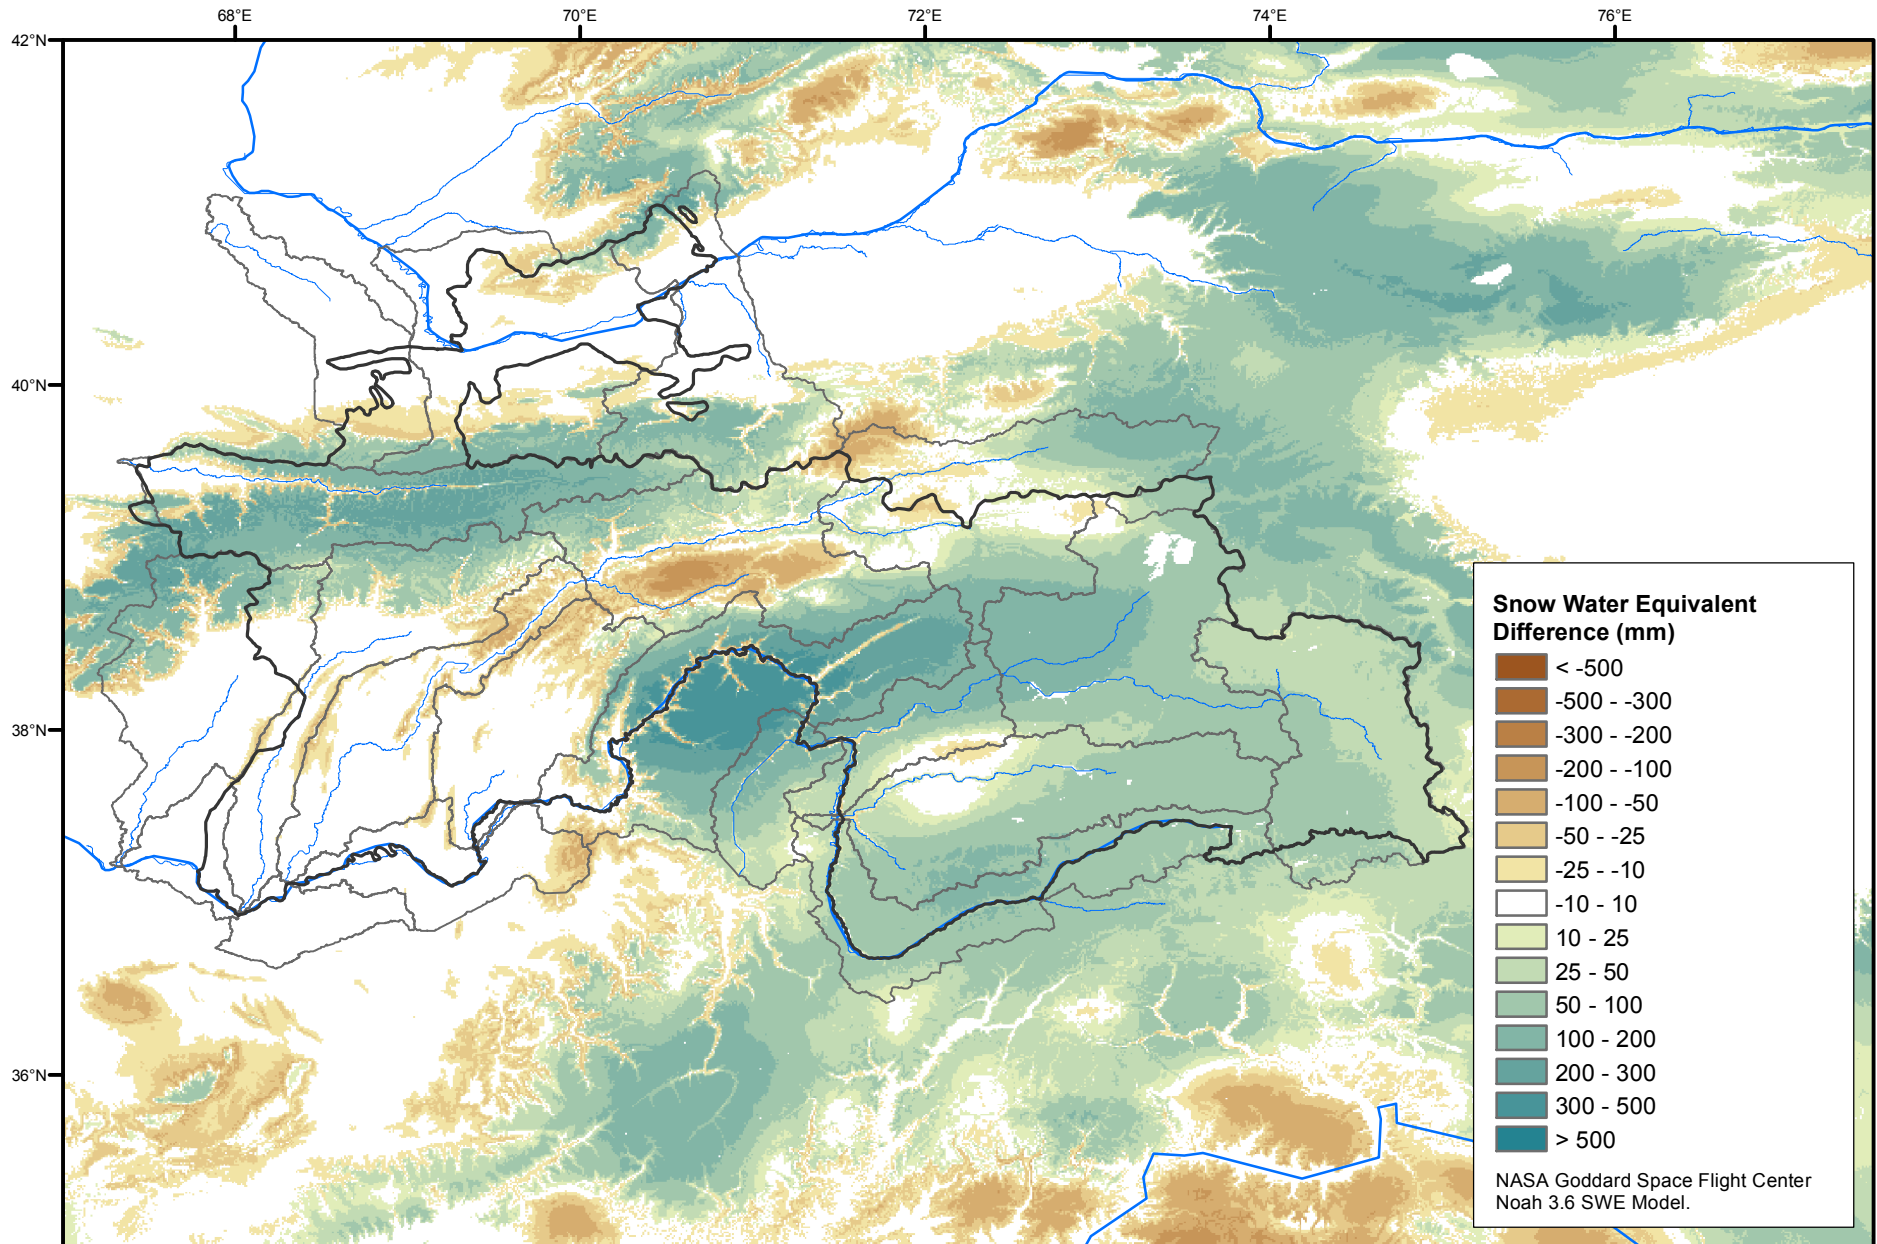 68°E 70°E 72°E 74°E 76°E
42°N
40°N
38°N
36°N
Snow Water Equivalent
Difference (mm)
< -500
-500 - -300
-300 - -200
-200 - -100
-100 - -50
-50 - -25
-25 - -10
-10 - 10
10 - 25
25 - 50
50 - 100
100 - 200
200 - 300
300 - 500
> 500
NASA Goddard Space Flight Center
Noah 3.6 SWE Model.